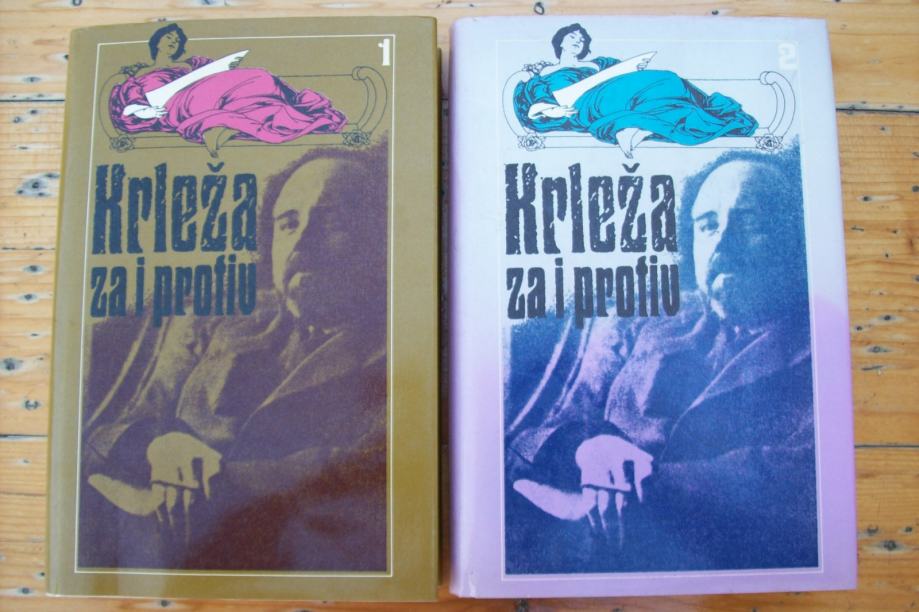 1
Krleža
za i protiv
2
Krleža
za i protiv